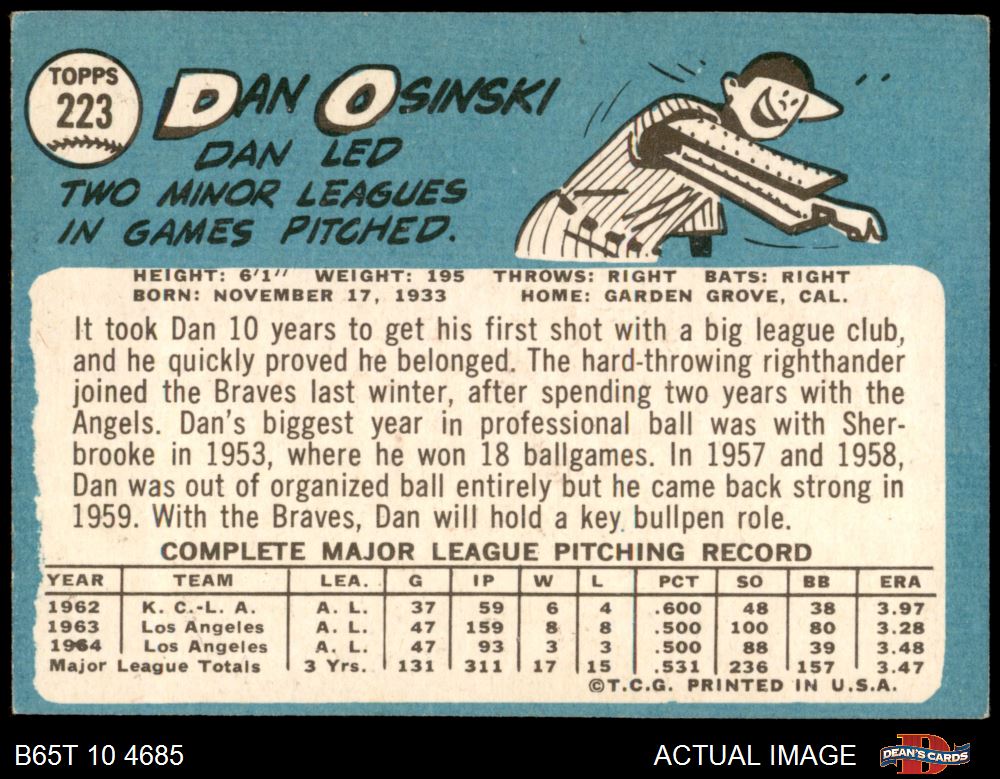 TOPPS
223
DAN OSINSKI
DAN LED
TWO MINOR LEAGUES
IN GAMES PITCHED.
HEIGHT: 6'1" WEIGHT: 195 THROWS: RIGHT BATS: RIGHT
BORN: NOVEMBER 17, 1933 HOME: GARDEN GROVE, CAL.
It took Dan 10 years to get his first shot with a big league club,
and he quickly proved he belonged. The hard-throwing righthander
joined the Braves last winter, after spending two years with the
Angels. Dan's biggest year in professional ball was with Sher-
brooke in 1953, where he won 18 ballgames. In 1957 and 1958,
Dan was out of organized ball entirely but he came back strong in
1959. With the Braves, Dan will hold a key bullpen role.
COMPLETE MAJOR LEAGUE PITCHING RECORD
YEAR TEAM LEA. G IP W L PCT SO BB ERA
1962 K. C.-L. A. A. L. 37 59 6 4 .600 48 38 3.97
1963 Los Angeles A. L. 47 159 8 8 .500 100 80 3.28
1964 Los Angeles A. L. 47 93 3 3 .500 88 39 3.48
Major League Totals 3 Yrs. 131 311 17 15 .531 236 157 3.47
©T.C.G. PRINTED IN U.S.A.
B65T 10 4685 ACTUAL IMAGE DEAN'S CARDS